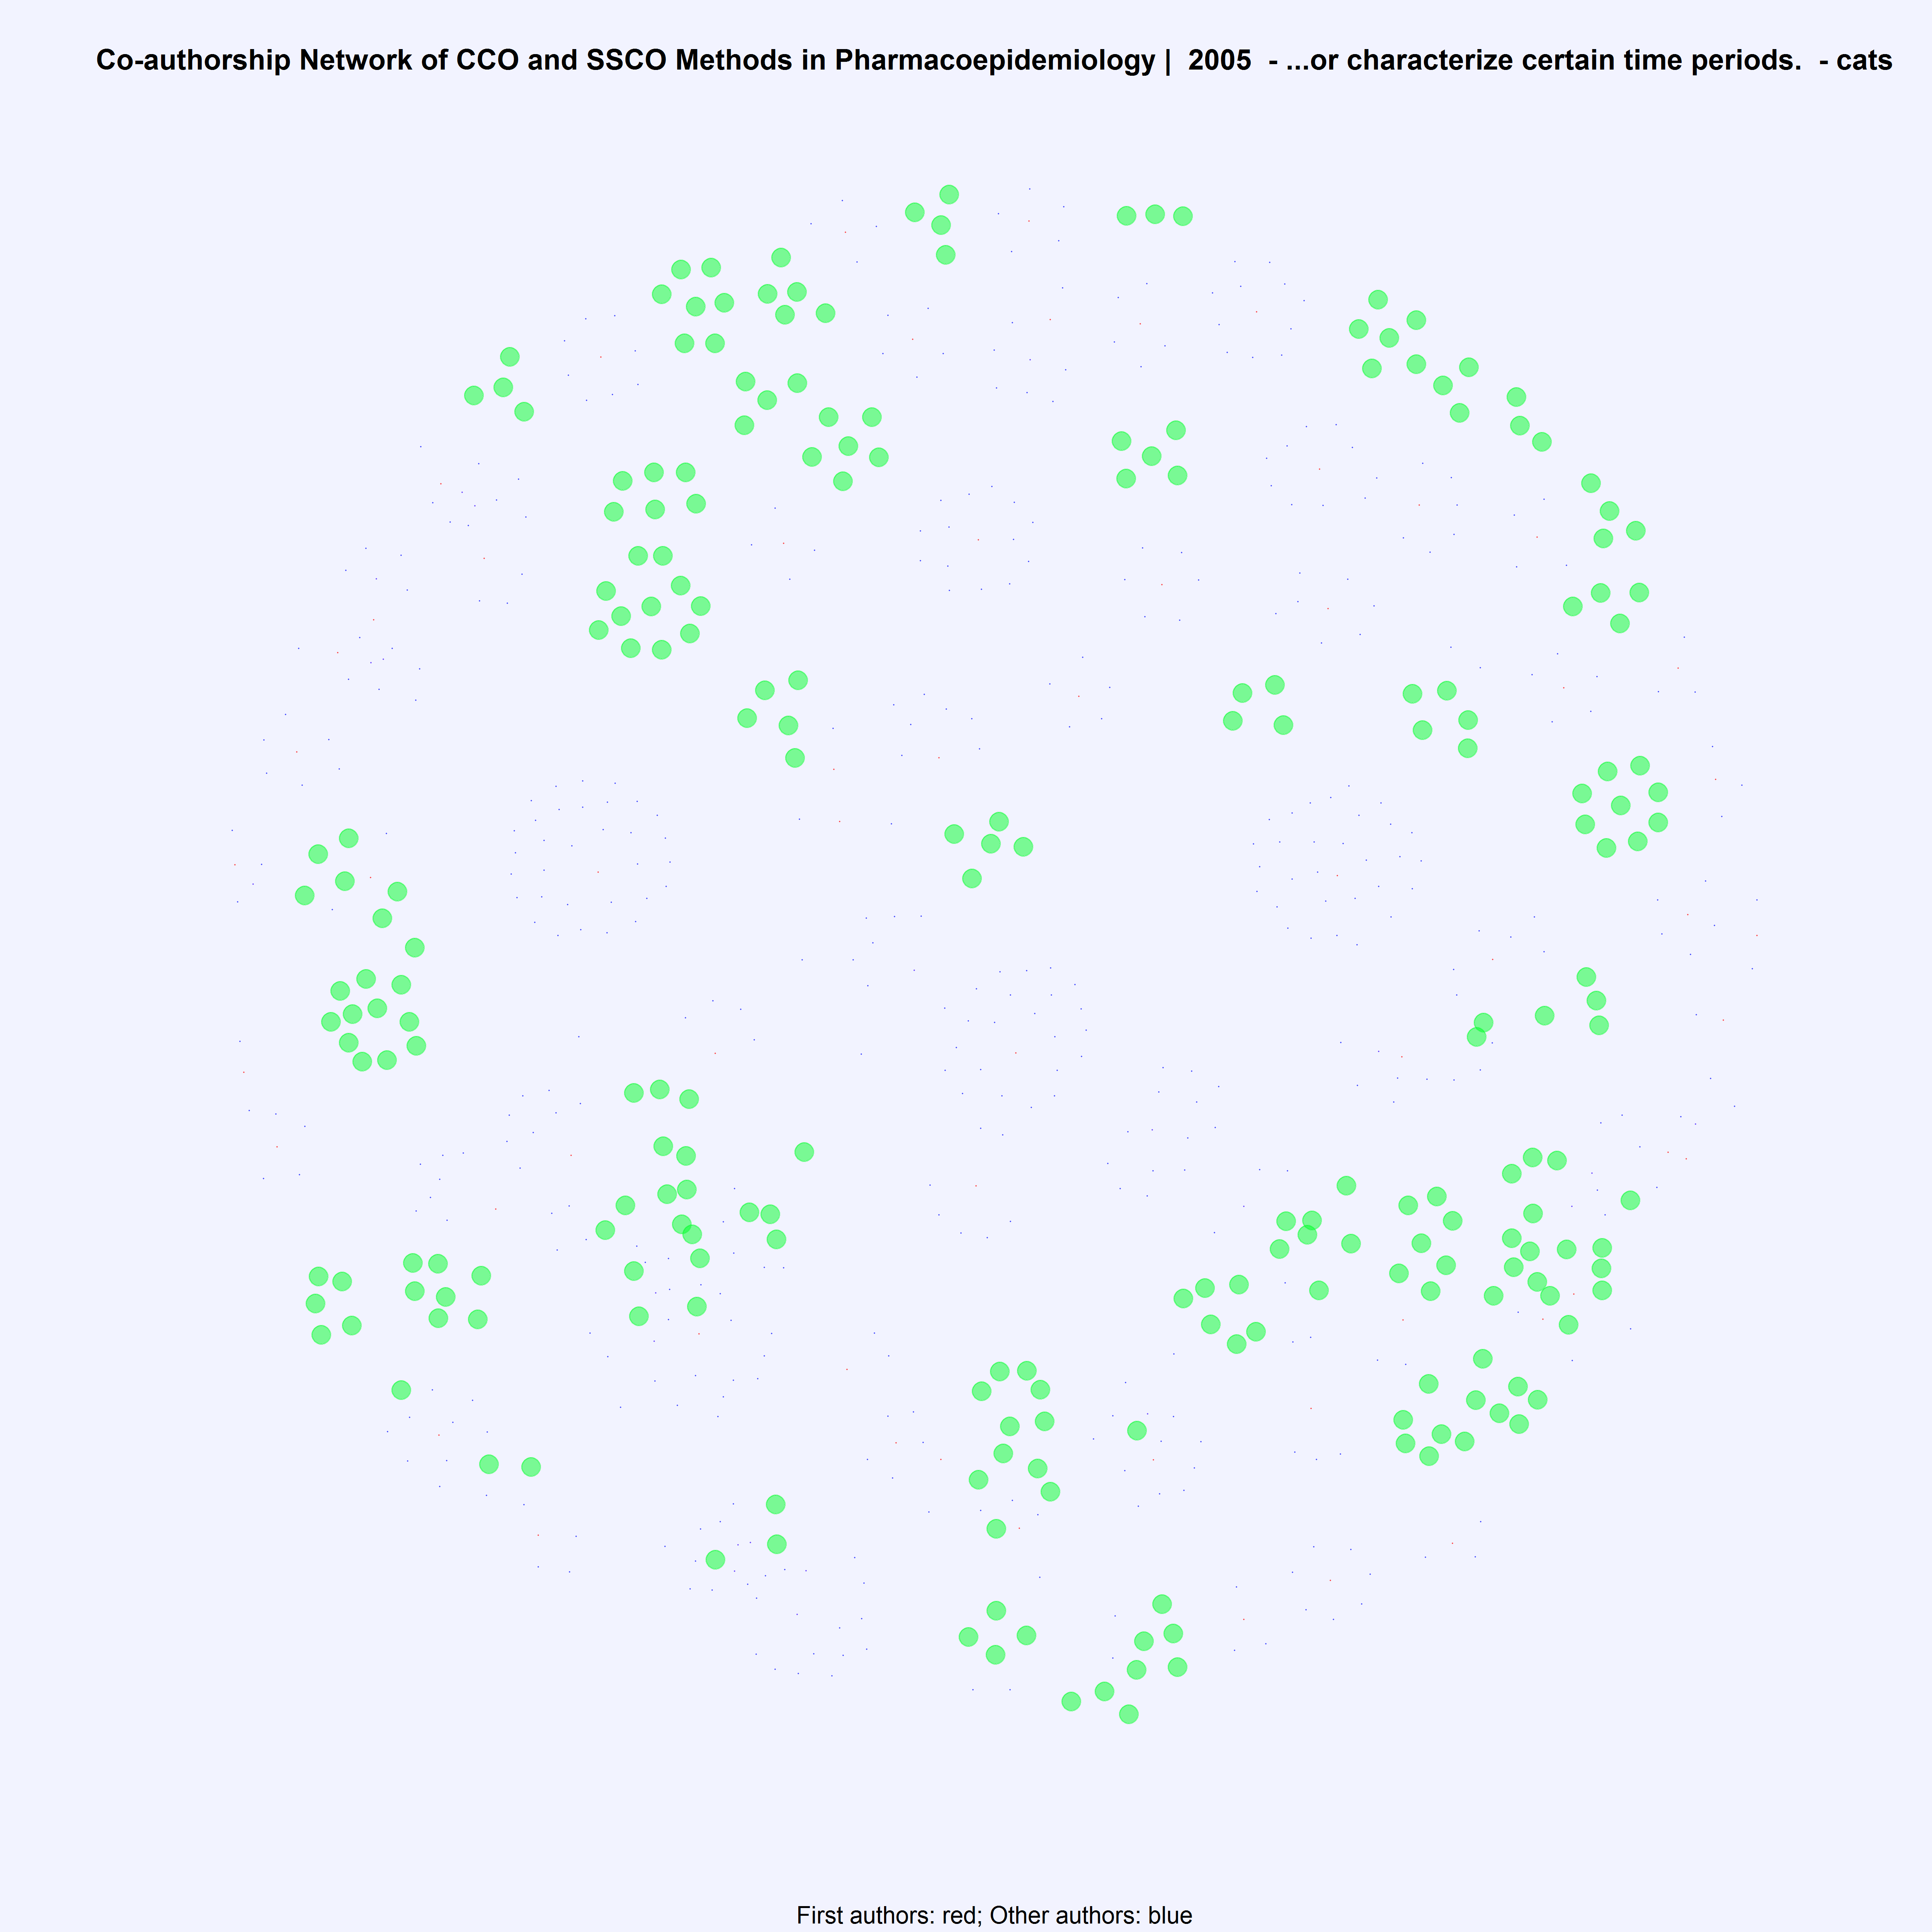 Co-authorship Network of CCO and SSCO Methods in Pharmacoepidemiology | 2005 - ...or characterize certain time periods. - cats
First authors: red; Other authors: blue